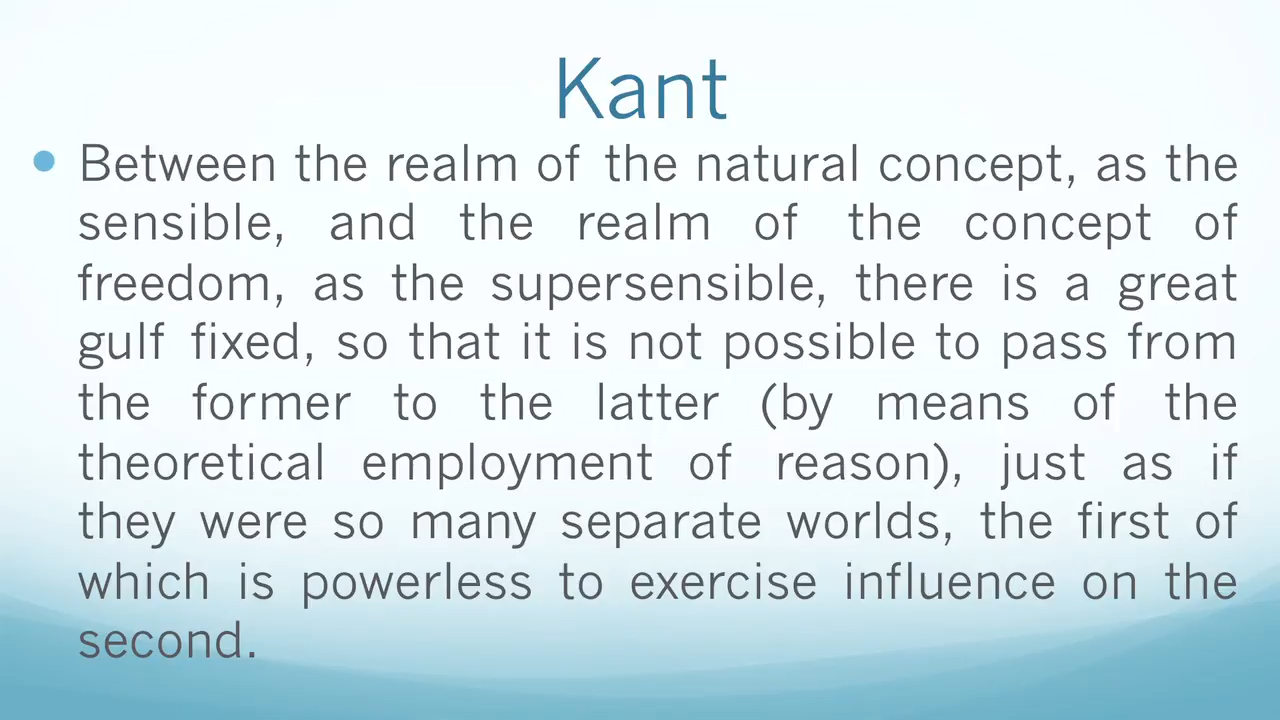 Kant
Between the realm of the natural concept, as the
sensible, and the realm of the concept of
freedom, as the supersensible, there is a great
gulf fixed, so that it is not possible to pass from
the former to the latter (by means of the
theoretical employment of reason), just as if
they were so many separate worlds, the first of
which is powerless to exercise influence on the
second.